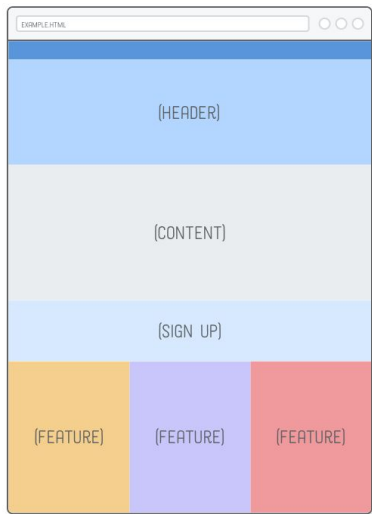 EXAMPLE.HTML
(HEADER)
(CONTENT)
(SIGN UP)
(FEATURE) (FEATURE) (FEATURE)